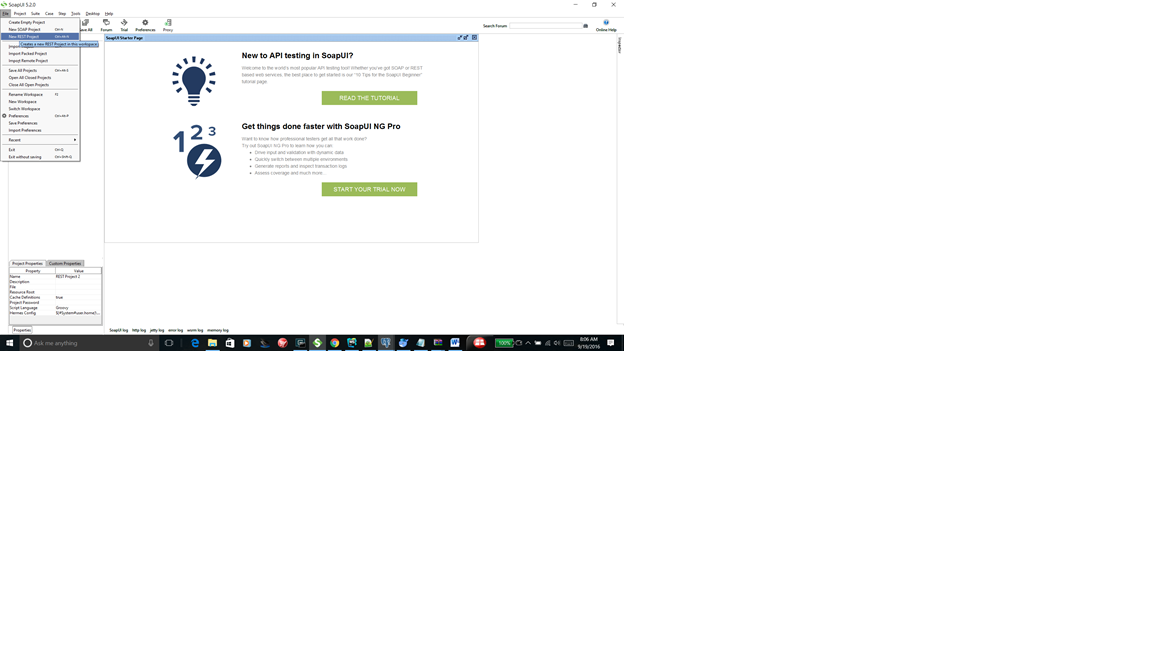 SoapUI 5.2.0
File Project Suite Case Step Tools Desktop Help
Create Empty Project
New SOAP Project Ctrl-N
New REST Project Ctrl+Alt-N
Creates a new REST Project in this workspace
Import Packed Project
Import Remote Project
Save All Projects Ctrl+Alt-S
Open All Closed Projects
Close All Open Projects
Rename Workspace F2
New Workspace
Switch Workspace
Preferences Ctrl+Alt-P
Save Preferences
Import Preferences
Recent
Exit Ctrl-Q
Exit without saving Ctrl+Shift-Q
Forum Trial Preferences Proxy
Search Forum
Online Help
SoapUI Starter Page
Inspector
New to API testing in SoapUI?
Welcome to the world's most popular API testing tool! Whether you've got SOAP or REST
based web services, the best place to get started is our "10 Tips for the SoapUI Beginner"
tutorial page.
READ THE TUTORIAL
1 2 3
Get things done faster with SoapUI NG Pro
Want to know how professional testers get all that work done?
Try out SoapUI NG Pro to learn how you can:
• Drive input and validation with dynamic data
• Quickly switch between multiple environments
• Generate reports and inspect transaction logs
• Assess coverage and much more...
START YOUR TRIAL NOW
Project Properties Custom Properties
Property Value
Name REST Project 2
Description
File
Resource Root
Cache Definitions true
Project Password
Script Language Groovy
Hermes Config ${#System#user.home}\...
Properties
SoapUI log http log jetty log error log wsrm log memory log
Ask me anything
100%
8:06 AM
9/19/2016